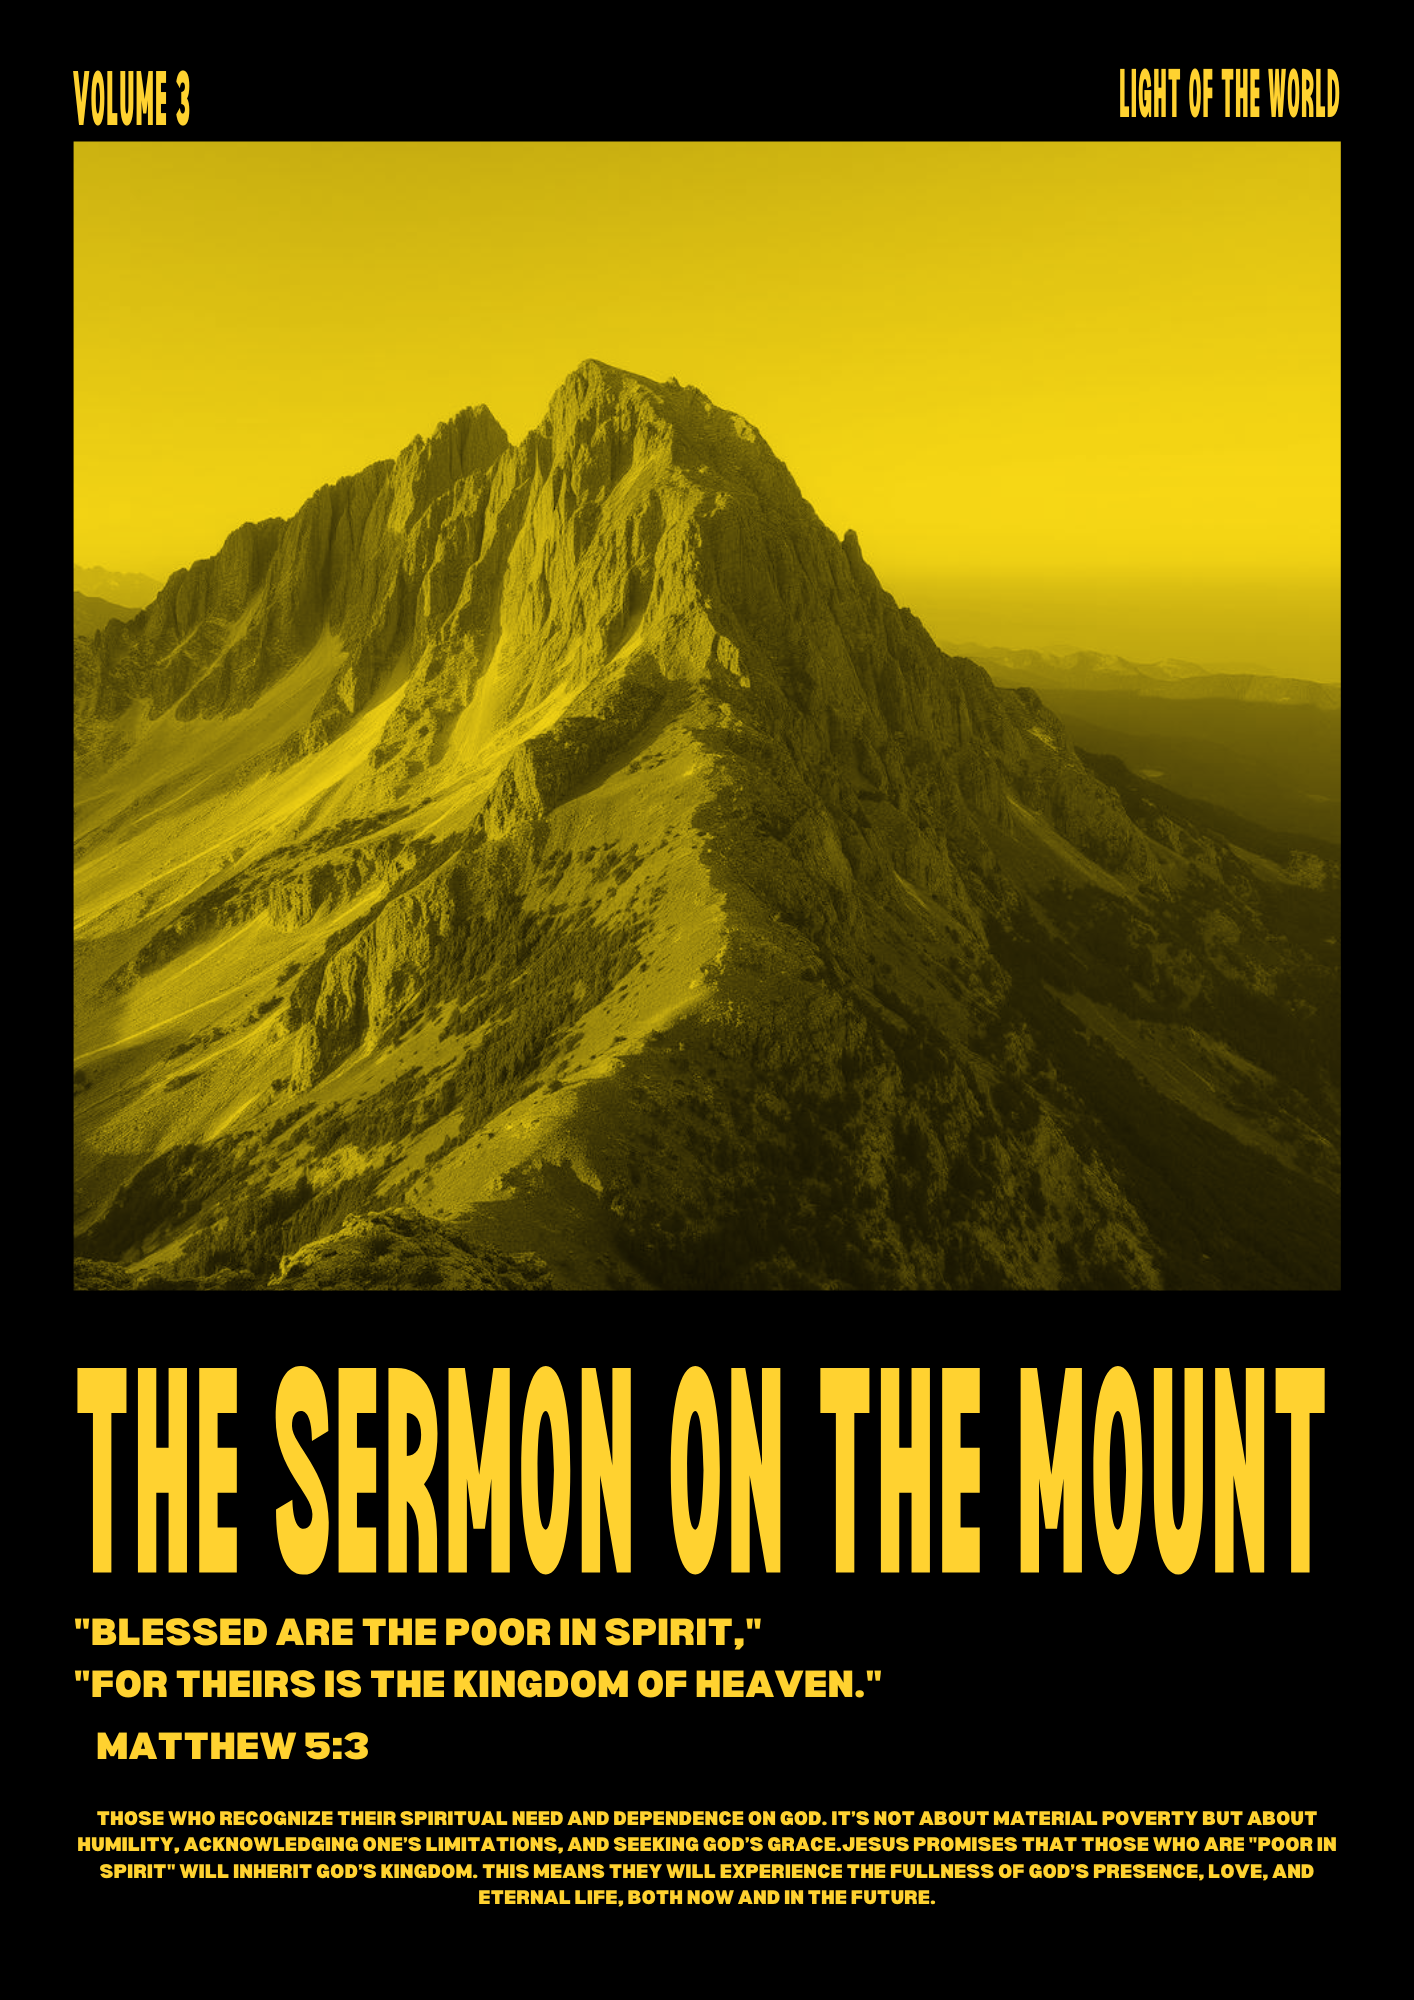 VOLUME 3
LIGHT OF THE WORLD
THE SERMON ON THE MOUNT
"BLESSED ARE THE POOR IN SPIRIT,"
"FOR THEIRS IS THE KINGDOM OF HEAVEN."
MATTHEW 5:3
THOSE WHO RECOGNIZE THEIR SPIRITUAL NEED AND DEPENDENCE ON GOD. IT'S NOT ABOUT MATERIAL POVERTY BUT ABOUT
HUMILITY, ACKNOWLEDGING ONE'S LIMITATIONS, AND SEEKING GOD'S GRACE.JESUS PROMISES THAT THOSE WHO ARE "POOR IN
SPIRIT" WILL INHERIT GOD'S KINGDOM. THIS MEANS THEY WILL EXPERIENCE THE FULLNESS OF GOD'S PRESENCE, LOVE, AND
ETERNAL LIFE, BOTH NOW AND IN THE FUTURE.